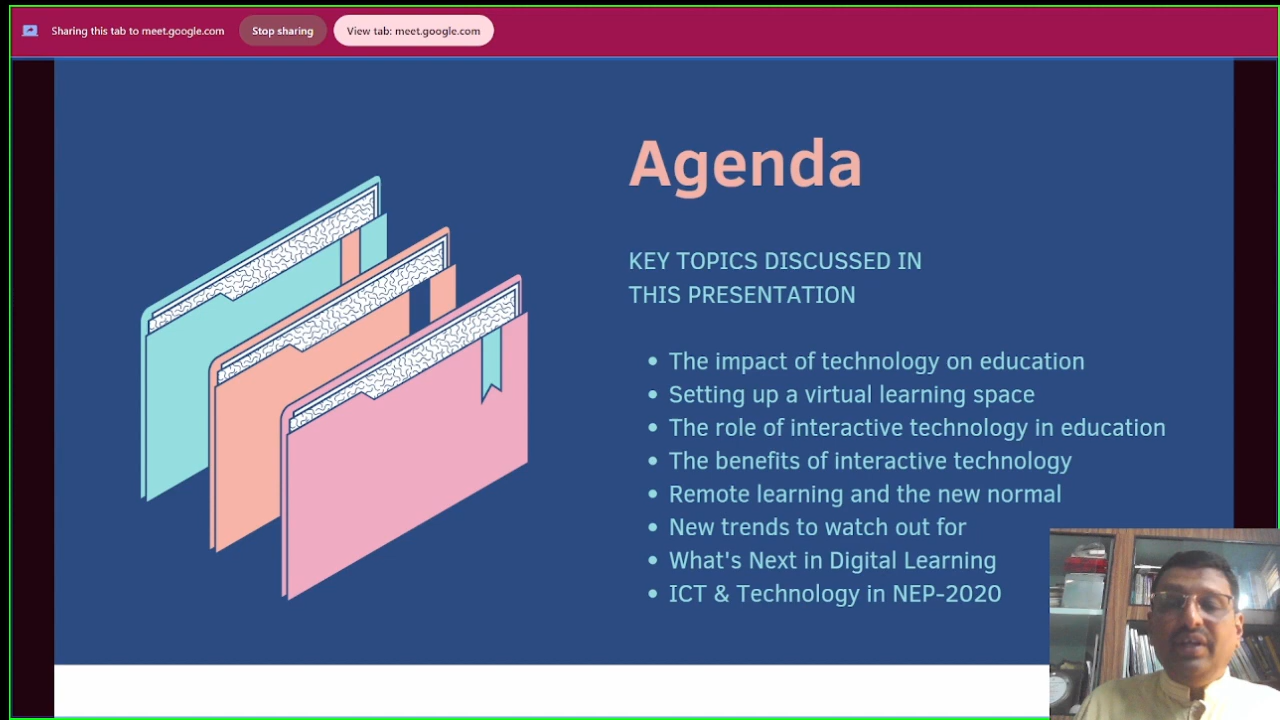 Sharing this tab to meet.google.com Stop sharing View tab: meet.google.com
Agenda
KEY TOPICS DISCUSSED IN
THIS PRESENTATION
• The impact of technology on education
• Setting up a virtual learning space
• The role of interactive technology in education
• The benefits of interactive technology
• Remote learning and the new normal
• New trends to watch out for
• What's Next in Digital Learning
• ICT & Technology in NEP-2020